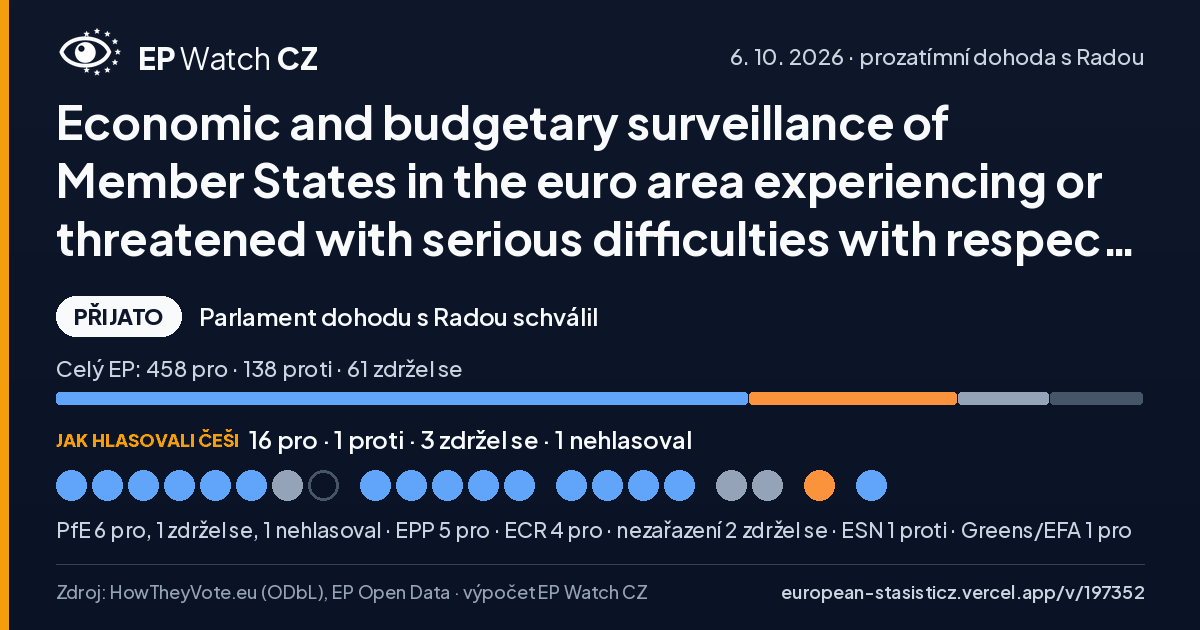 EP Watch CZ
6. 10. 2026 · prozatímní dohoda s Radou
Economic and budgetary surveillance of
Member States in the euro area experiencing or
threatened with serious difficulties with respec…
PŘIJATO Parlament dohodu s Radou schválil
Celý EP: 458 pro · 138 proti · 61 zdržel se
JAK HLASOVALI ČEŠI 16 pro · 1 proti · 3 zdržel se · 1 nehlasoval
PfE 6 pro, 1 zdržel se, 1 nehlasoval · EPP 5 pro · ECR 4 pro · nezařazení 2 zdržel se · ESN 1 proti · Greens/EFA 1 pro
Zdroj: HowTheyVote.eu (ODbL), EP Open Data · výpočet EP Watch CZ
european-stasisticz.vercel.app/v/197352